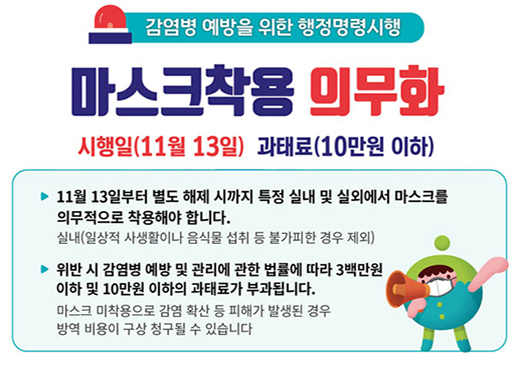 감염병 예방을 위한 행정명령시행
마스크착용 의무화
시행일(11월 13일) 과태료(10만원 이하)
▶ 11월 13일부터 별도 해제 시까지 특정 실내 및 실외에서 마스크를
의무적으로 착용해야 합니다.
실내(일상적 사생활이나 음식물 섭취 등 불가피한 경우 제외)
▶ 위반 시 감염병 예방 및 관리에 관한 법률에 따라 3백만원
이하 및 10만원 이하의 과태료가 부과됩니다.
마스크 미착용으로 감염 확산 등 피해가 발생된 경우
방역 비용이 구상 청구될 수 있습니다